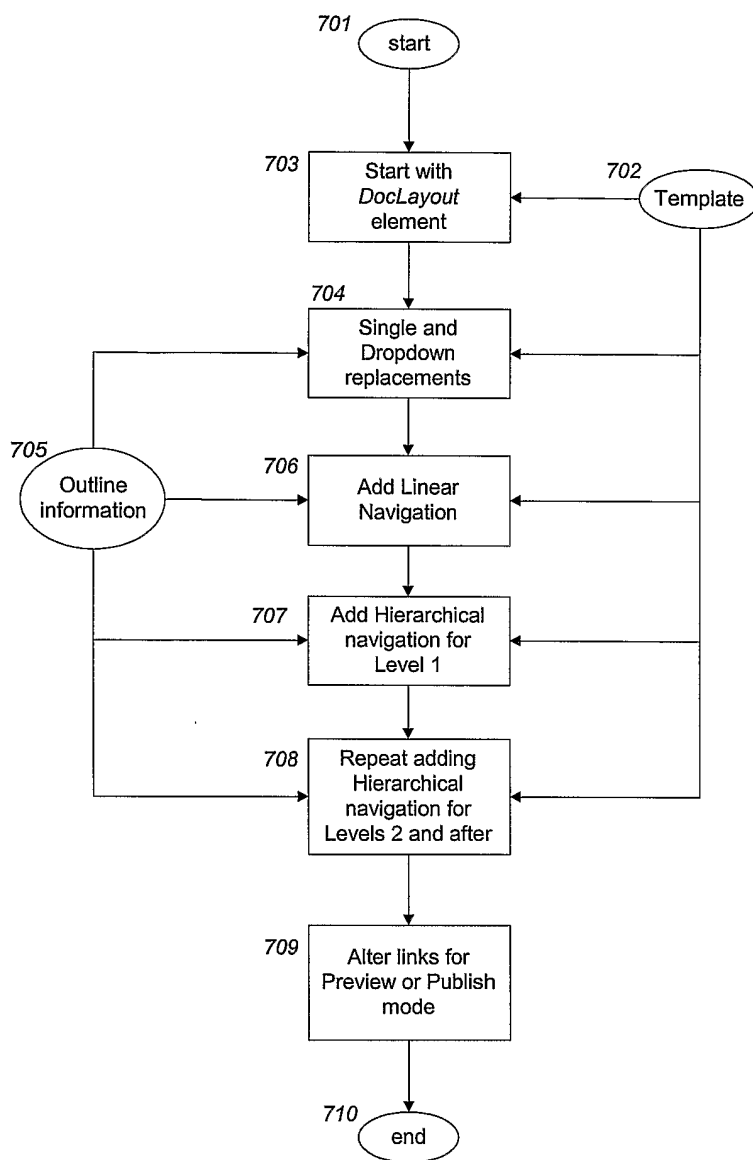 701
start
703
Start with
DocLayout
element
702
Template
704
Single and
Dropdown
replacements
705
Outline
information
706
Add Linear
Navigation
707
Add Hierarchical
navigation for
Level 1
708
Repeat adding
Hierarchical
navigation for
Levels 2 and after
709
Alter links for
Preview or Publish
mode
710
end